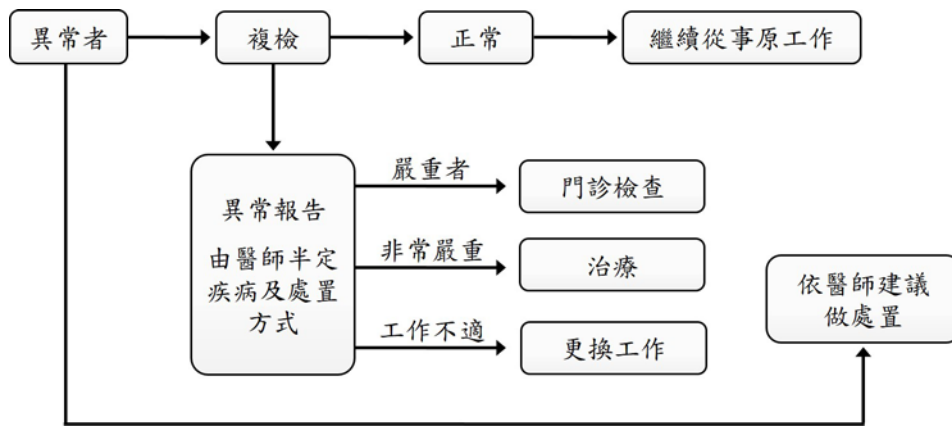 異常者
複檢
正常
繼續從事原工作
異常報告
由醫師半定
疾病及處置
方式
嚴重者
門診檢查
非常嚴重
治療
工作不適
更換工作
依醫師建議
做處置